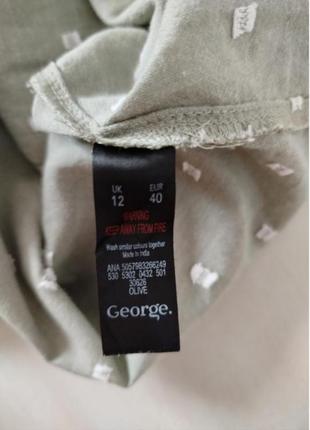 UK EUR
12 40
WARNING
KEEP AWAY FROM FIRE
Wash similar colours together
Made in India
ANA 5057983266249
530 5302 0432 501
30626
OLIVE
George.